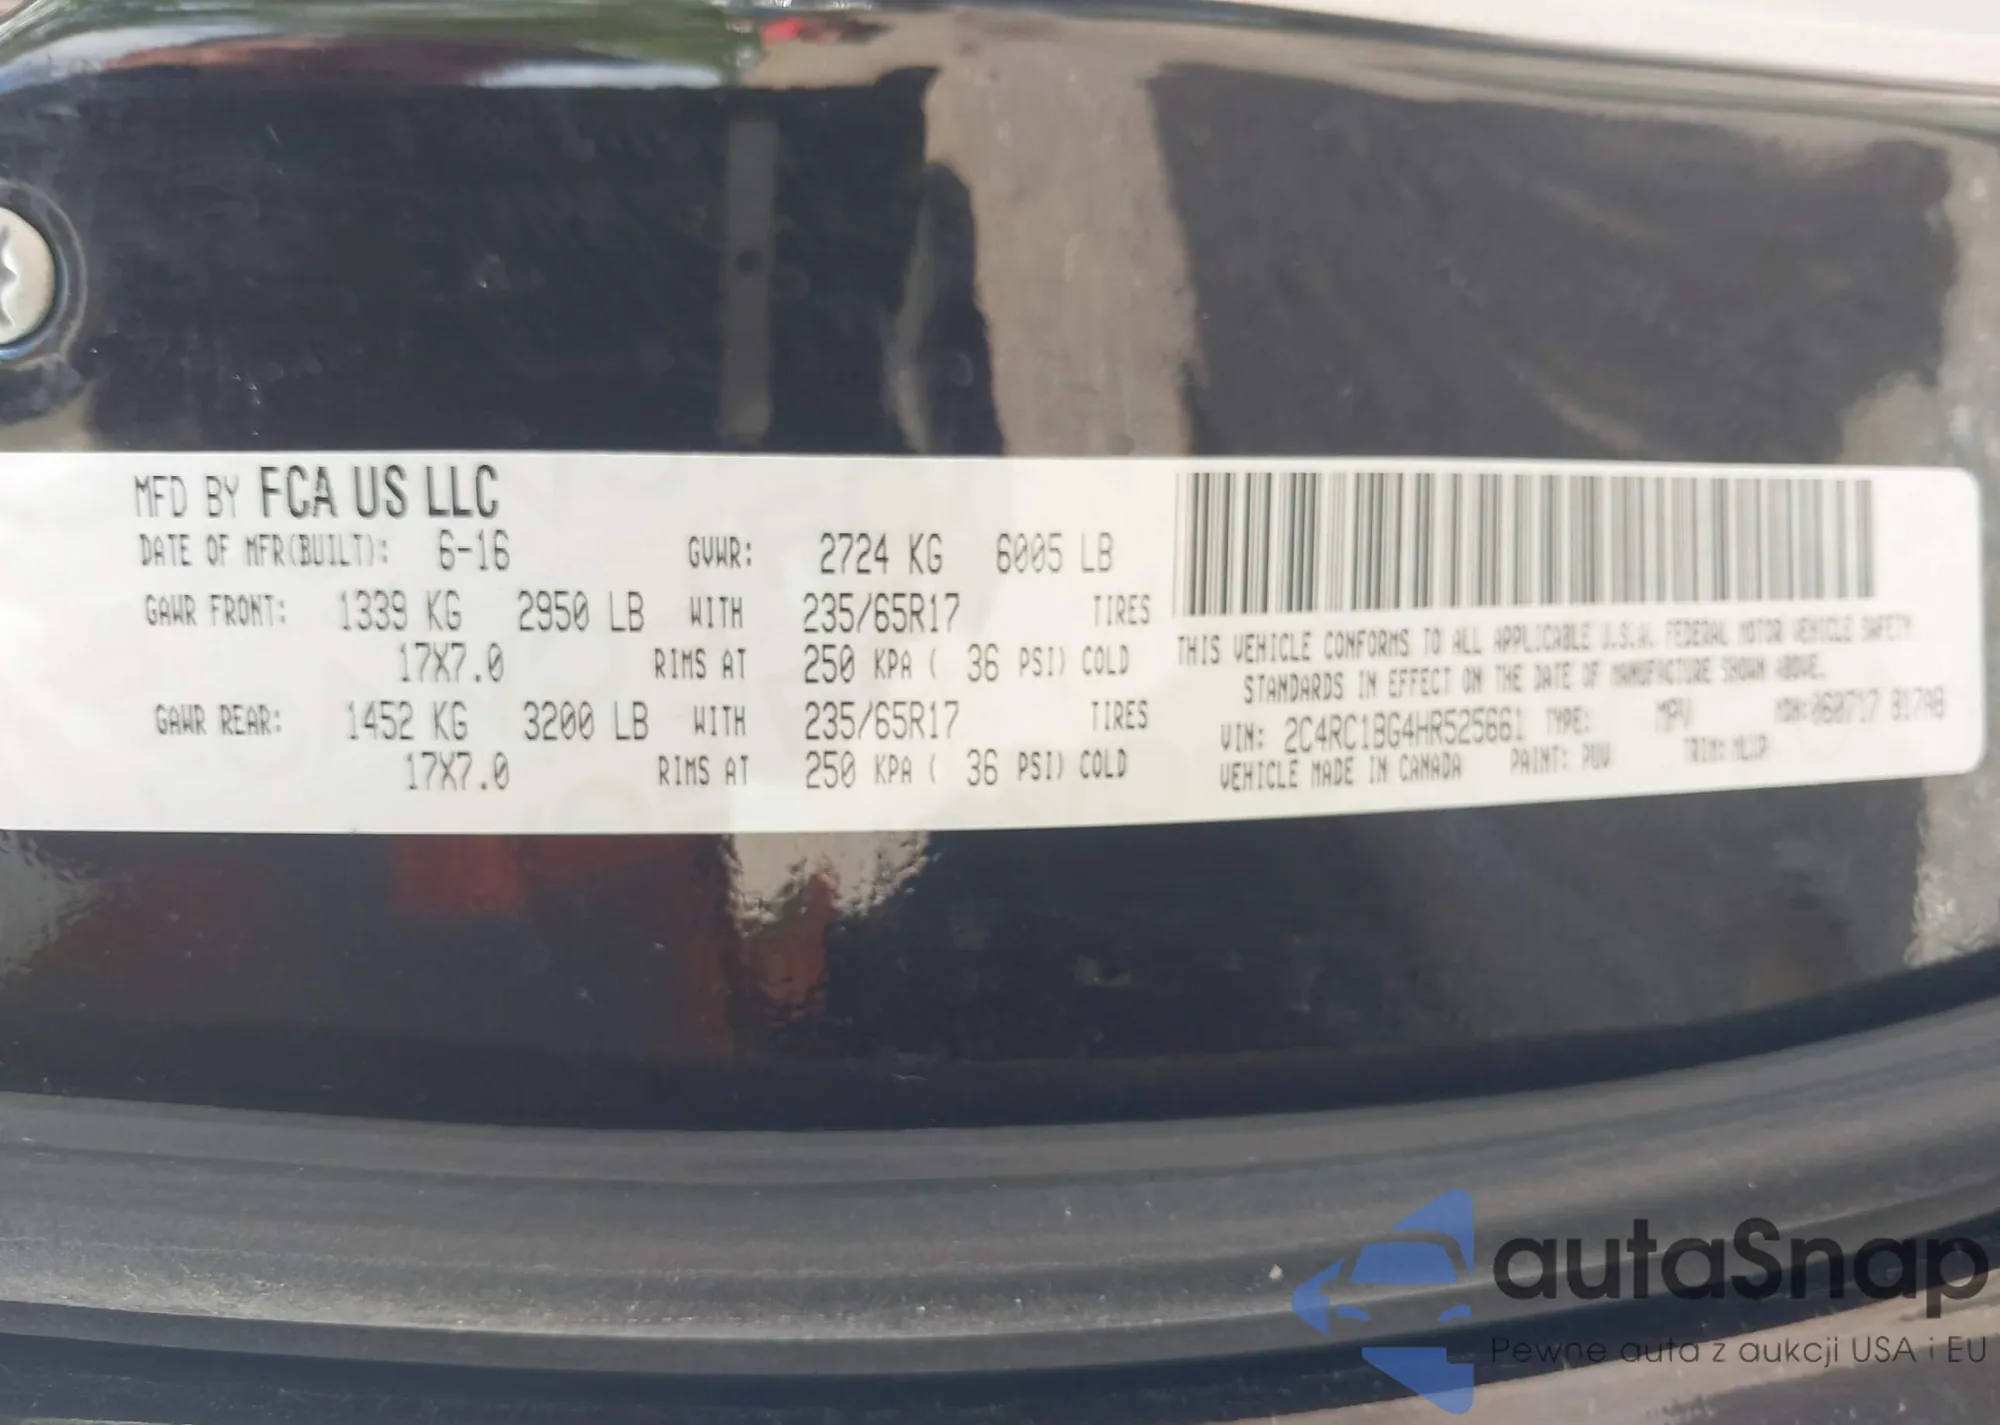 MFD BY FCA US LLC
DATE OF MFR(BUILT): 6-16 GVWR: 2724 KG 6005 LB
GAWR FRONT: 1339 KG 2950 LB WITH 235/65R17 TIRES
17X7.0 RIMS AT 250 KPA ( 36 PSI) COLD
GAWR REAR: 1452 KG 3200 LB WITH 235/65R17 TIRES
17X7.0 RIMS AT 250 KPA ( 36 PSI) COLD
THIS VEHICLE CONFORMS TO ALL APPLICABLE U.S.A. FEDERAL MOTOR VEHICLE SAFETY
STANDARDS IN EFFECT ON THE DATE OF MANUFACTURE SHOWN ABOVE.
VIN: 2C4RC1BG4HR525661 TYPE: MPV MDH:060717
VEHICLE MADE IN CANADA PAINT: TRIM:
autaSnap
Pewne auta z aukcji USA i EU